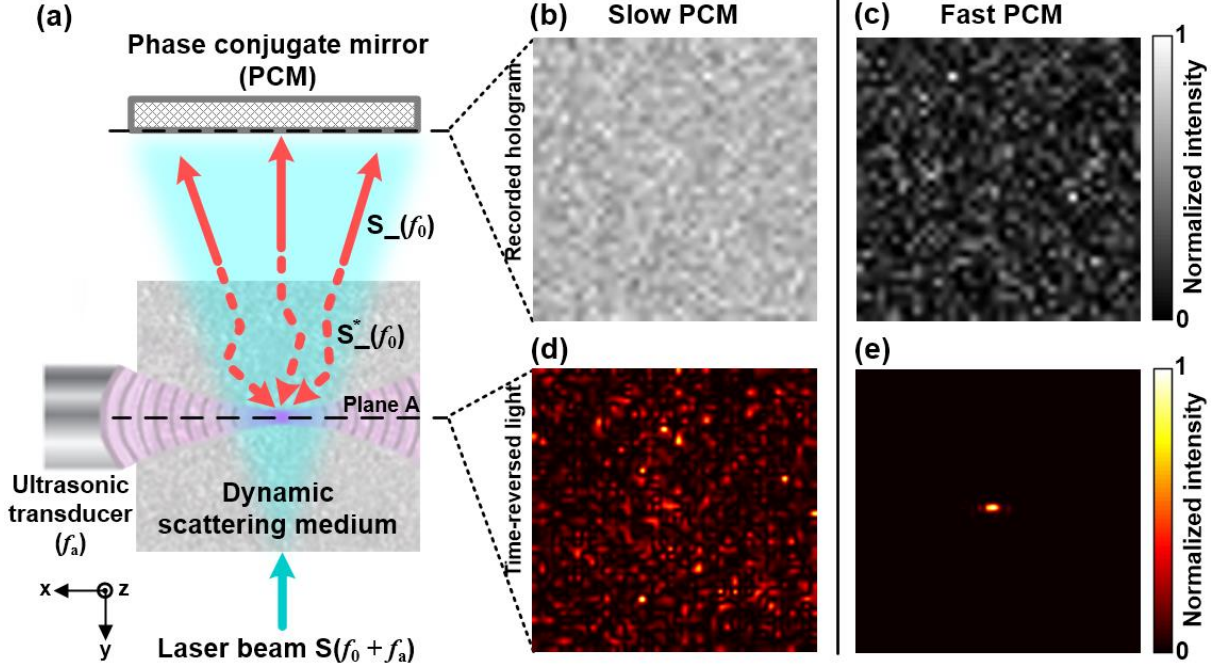 (a)
Phase conjugate mirror
(PCM)
S_(f₀)
S*_(f₀)
Plane A
Ultrasonic
transducer
(fₐ)
Dynamic
scattering medium
x
z
y
Laser beam S(f₀ + fₐ)
(b)
Slow PCM
Recorded hologram
(c)
Fast PCM
1
Normalized intensity
0
(d)
Time-reversed light
(e)
1
Normalized intensity
0